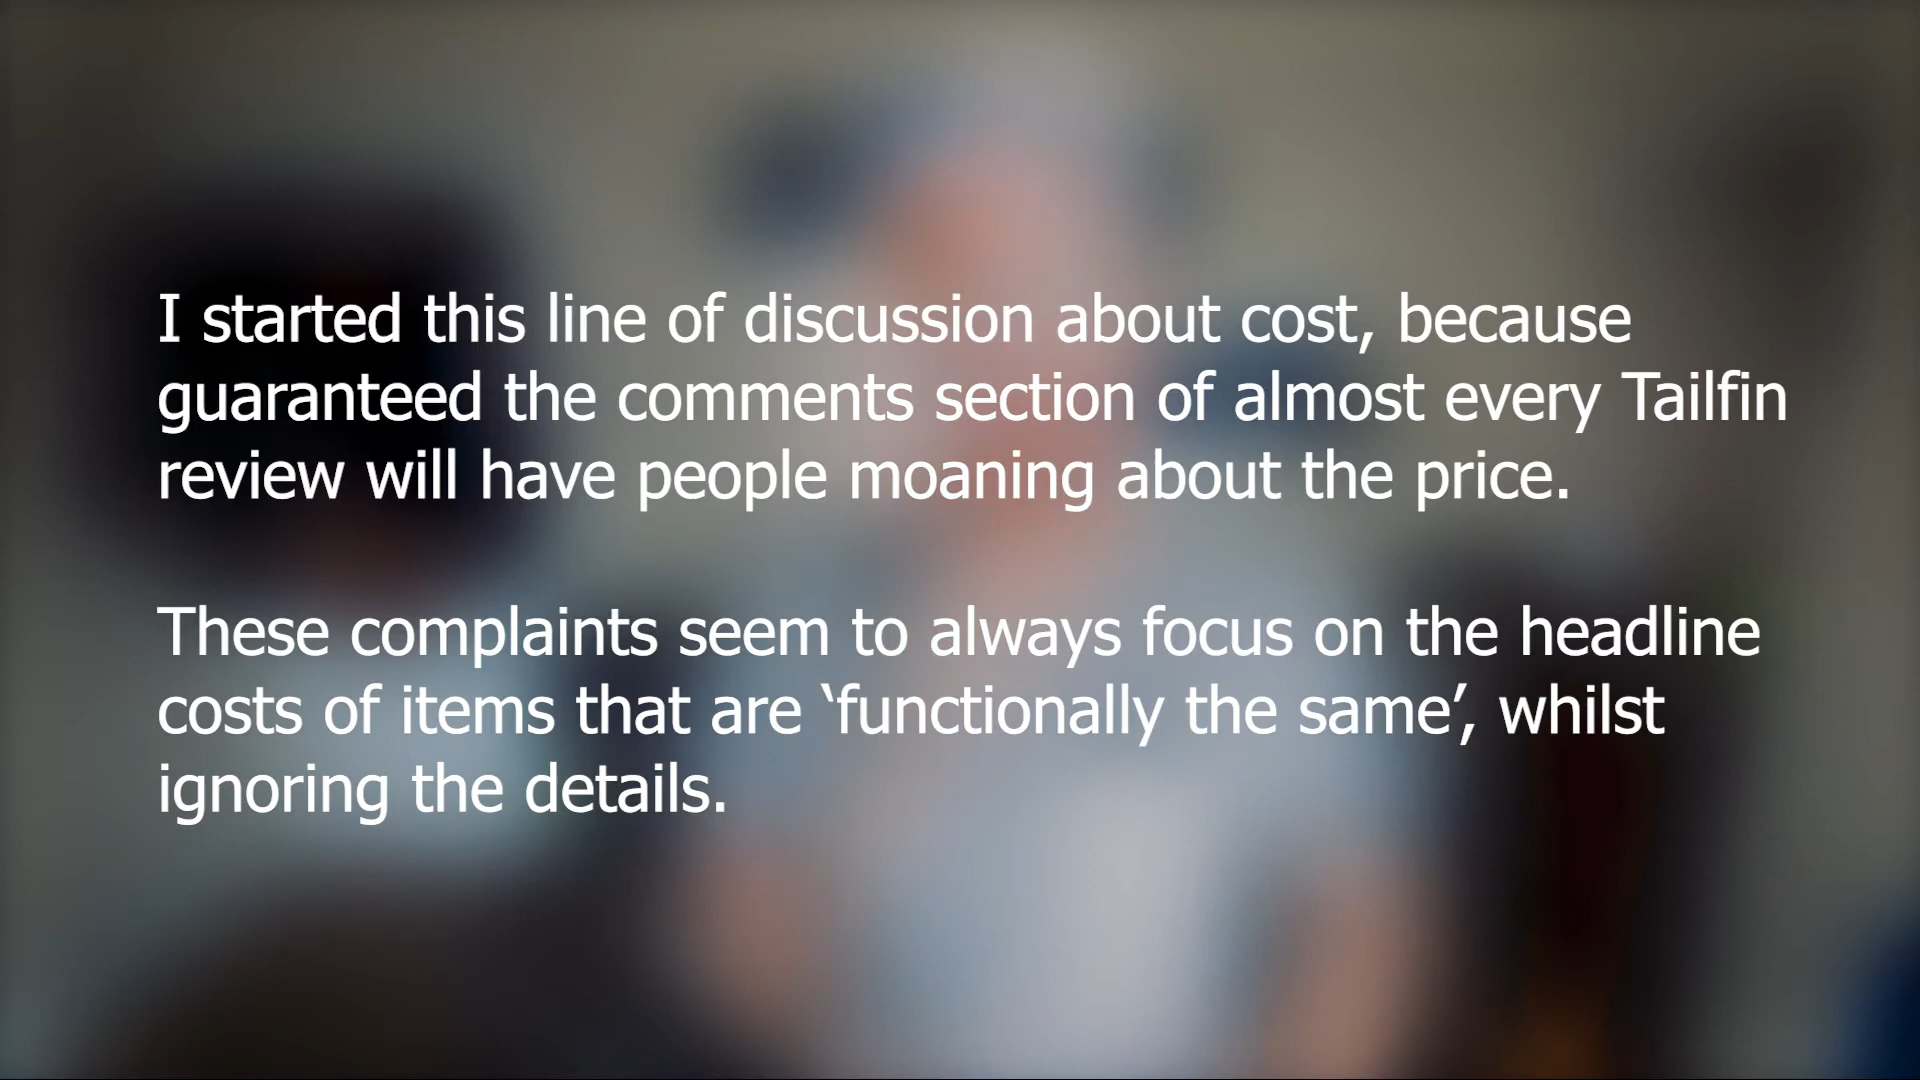 I started this line of discussion about cost, because
guaranteed the comments section of almost every Tailfin
review will have people moaning about the price.
These complaints seem to always focus on the headline
costs of items that are ‘functionally the same’, whilst
ignoring the details.